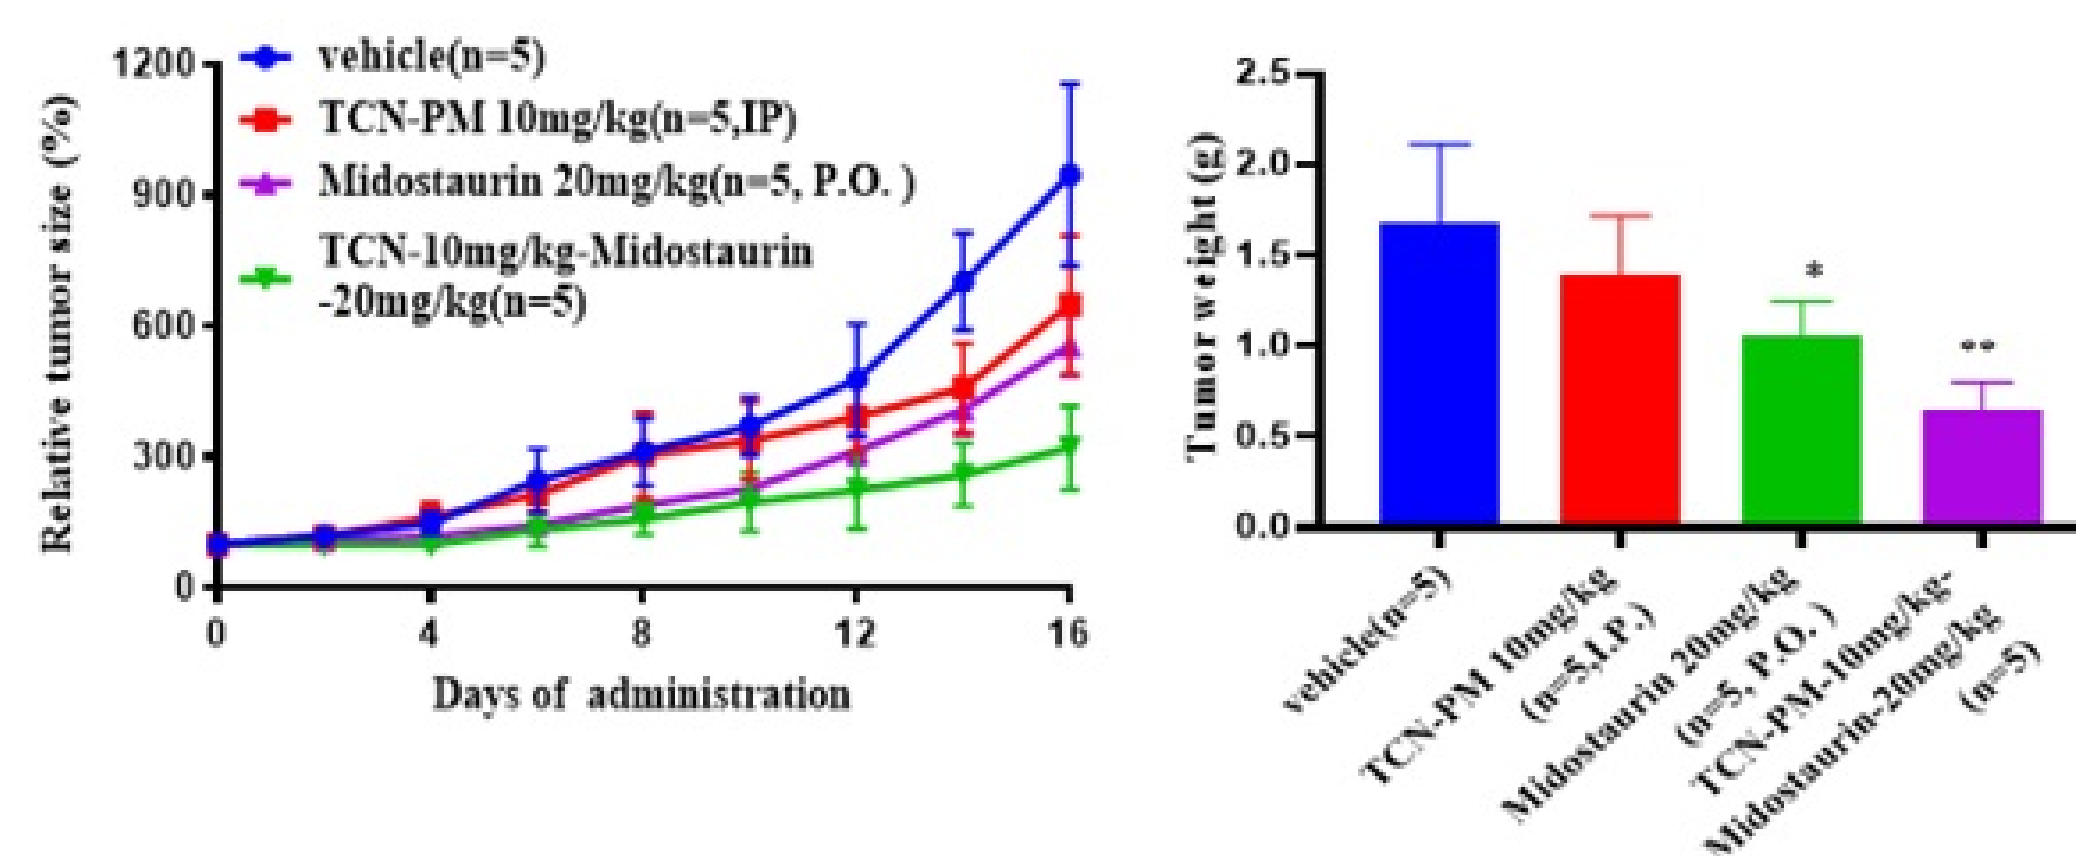 1200
900
600
300
0
Relative tumor size (%)
vehicle(n=5)
TCN-PM 10mg/kg(n=5,IP)
Midostaurin 20mg/kg(n=5, P.O. )
TCN-10mg/kg-Midostaurin
-20mg/kg(n=5)
0 4 8 12 16
Days of administration
2.5
2.0
1.5
1.0
0.5
0.0
Tumor weight (g)
*
**
vehicle(n=5)
TCN-PM 10mg/kg
(n=5,I.P.)
Midostaurin 20mg/kg
(n=5, P.O. )
TCN-PM-10mg/kg-
Midostaurin-20mg/kg
(n=5)